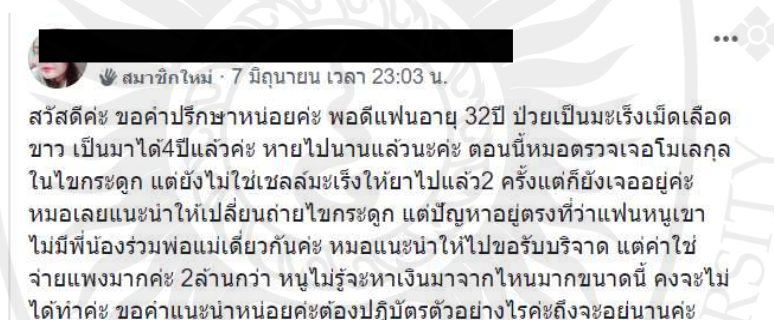 สมาชิกใหม่ · 7 มิถุนายน เวลา 23:03 น.
สวัสดีค่ะ ขอคำปรึกษาหน่อยค่ะ พอดีแฟนอายุ 32ปี ป่วยเป็นมะเร็งเม็ดเลือด
ขาว เป็นมาได้4ปีแล้วค่ะ หายไปนานแล้วนะค่ะ ตอนนี้หมอตรวจเจอโมเลกุล
ในไขกระดูก แต่ยังไม่ใช่เซลล์มะเร็งให้ยาไปแล้ว2 ครั้งแต่ก็ยังเจออยู่ค่ะ
หมอเลยแนะนำให้เปลี่ยนถ่ายไขกระดูก แต่ปัญหาอยู่ตรงที่ว่าแฟนหนูเขา
ไม่มีพี่น้องร่วมพ่อแม่เดี่ยวกันค่ะ หมอแนะนำให้ไปขอรับบริจาด แต่ค่าใช่
จ่ายแพงมากค่ะ 2ล้านกว่า หนูไม่รู้จะหาเงินมาจากไหนมากขนาดนี้ คงจะไม่
ได้ทำค่ะ ขอคำแนะนำหน่อยค่ะต้องปฏิบัตรตัวอย่างไรค่ะถึงจะอยู่นานค่ะ